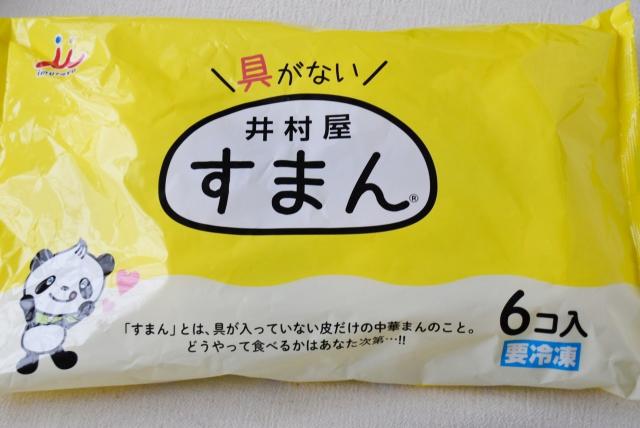 imuraya
\具がない/
井村屋
すまん®
「すまん」とは、具が入っていない皮だけの中華まんのこと。
どうやって食べるかはあなた次第…!!
6コ入
要冷凍